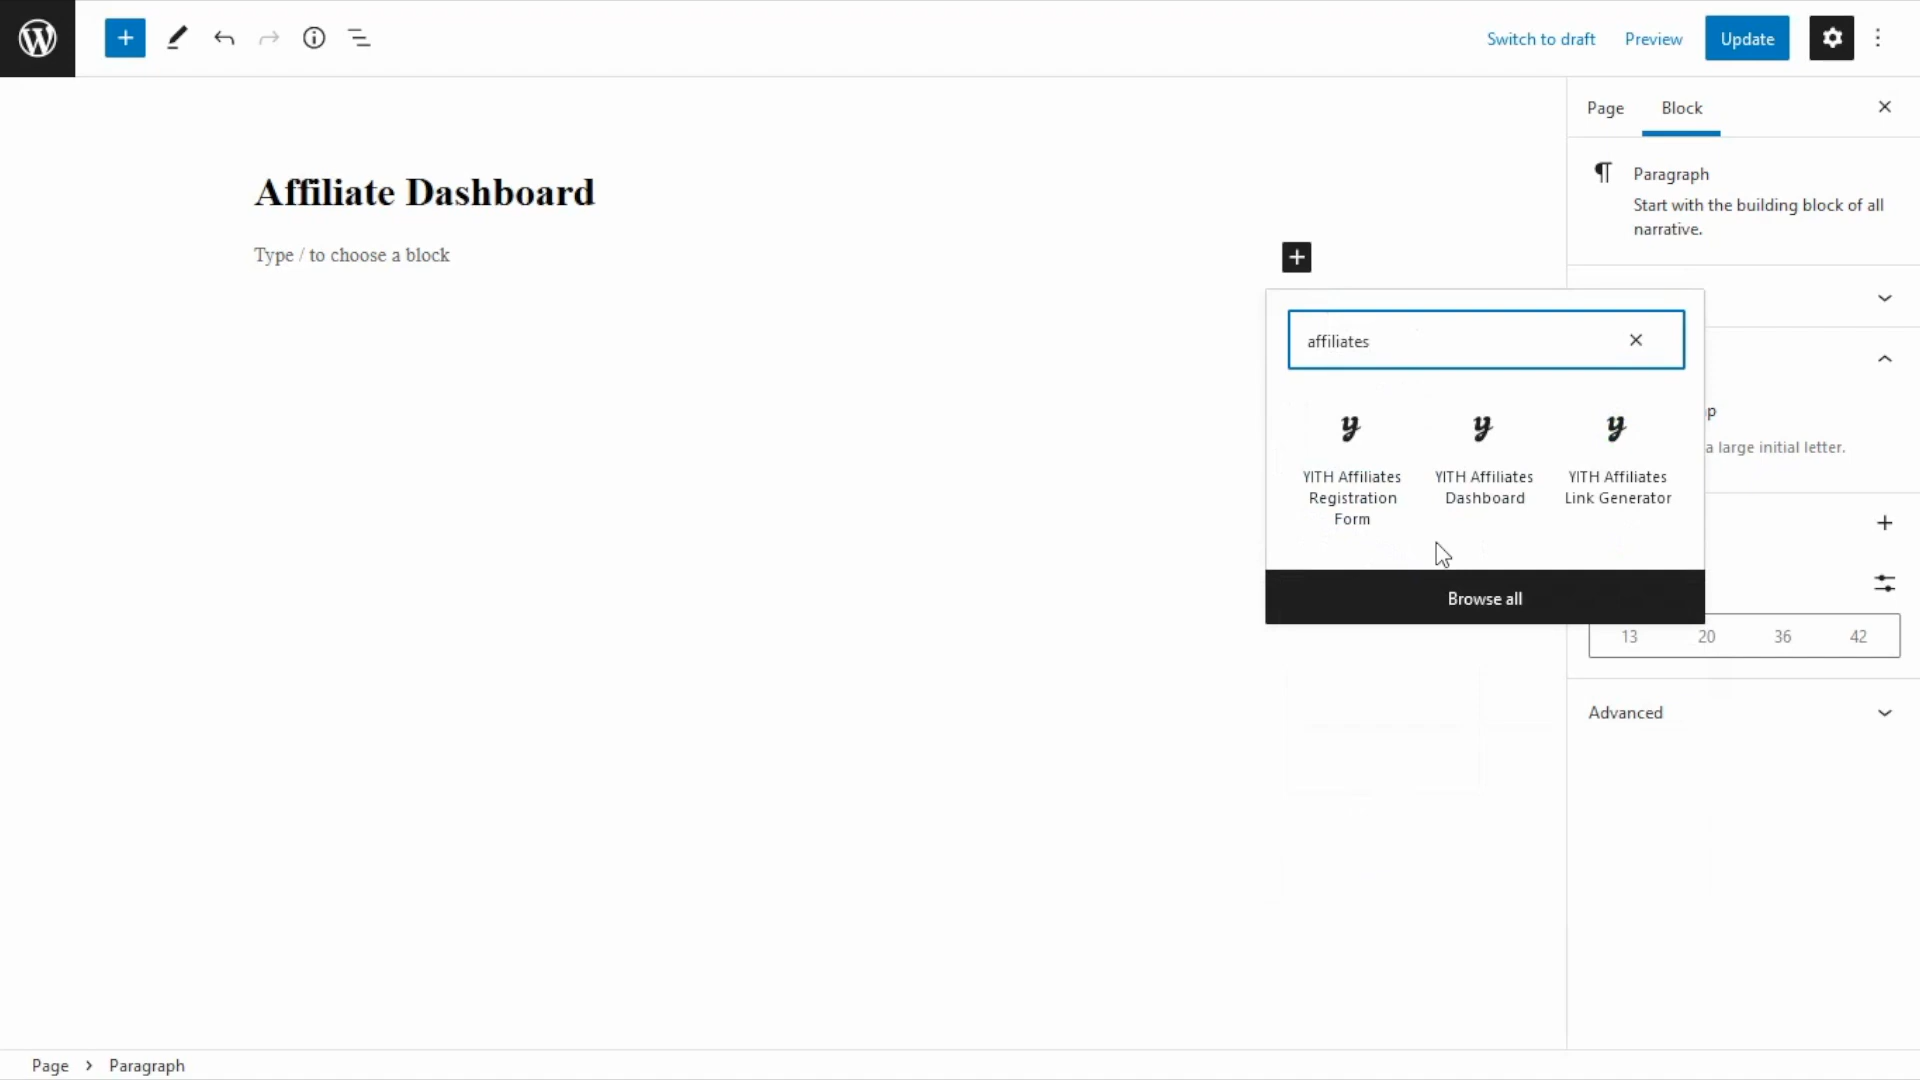 Switch to draft
Preview
Update
Page
Block
Affiliate Dashboard
Type / to choose a block
Paragraph
Start with the building block of all
narrative.
affiliates
YITH Affiliates
Registration
Form
YITH Affiliates
Dashboard
YITH Affiliates
Link Generator
a large initial letter.
Browse all
13 20 36 42
Advanced
Page > Paragraph